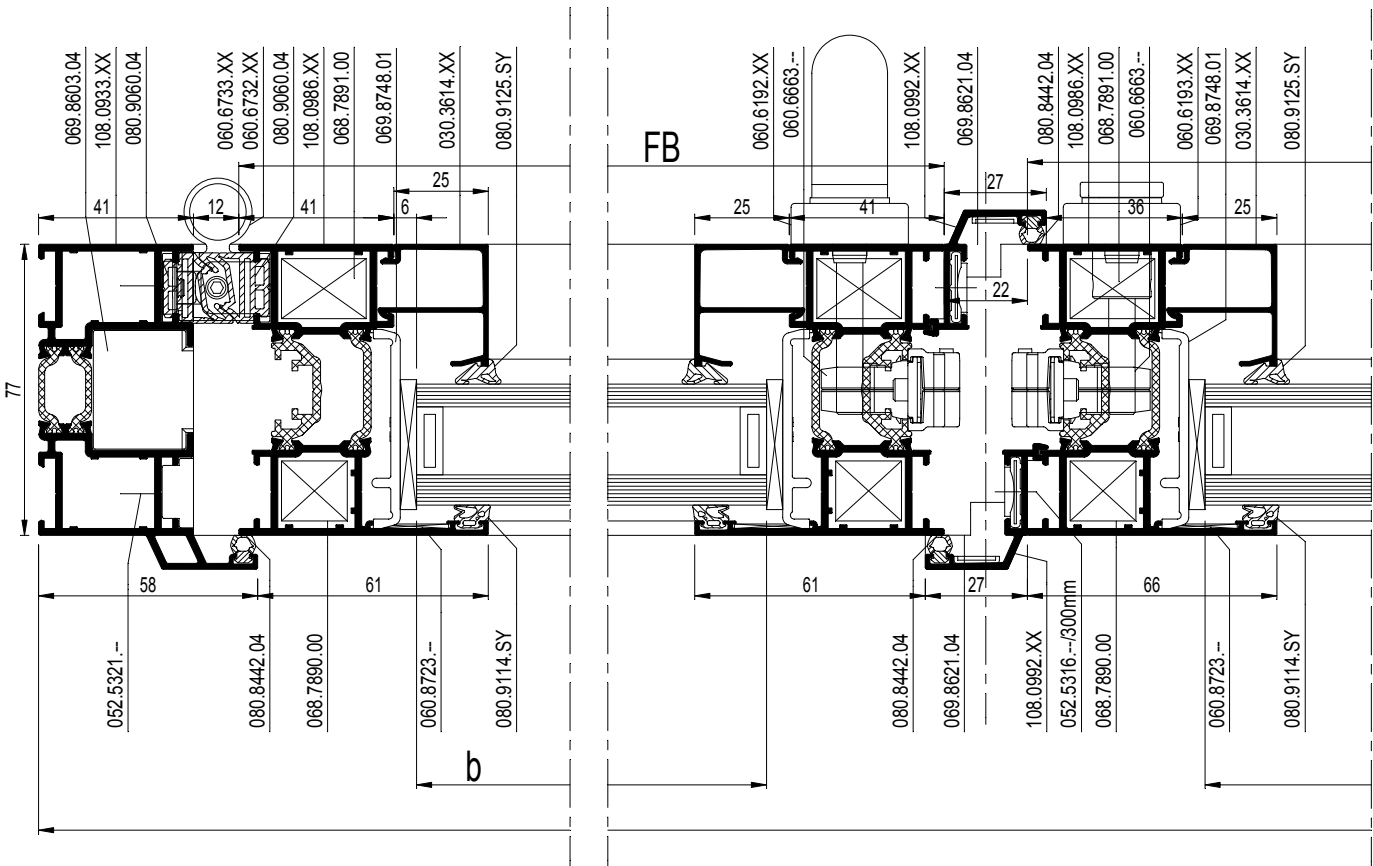 069.8603.04
108.0933.XX
080.9060.04
060.6733.XX
060.6732.XX
080.9060.04
108.0986.XX
068.7891.00
069.8748.01
030.3614.XX
080.9125.SY
060.6192.XX
060.6663.--
108.0992.XX
069.8621.04
080.8442.04
108.0986.XX
068.7891.00
060.6663.--
060.6193.XX
069.8748.01
030.3614.XX
080.9125.SY
FB
25
27
41
12
41
6
25
41
36
25
22
77
58
61
61
27
66
052.5321.--
080.8442.04
068.7890.00
060.8723.--
080.9114.SY
080.8442.04
069.8621.04
108.0992.XX
052.5316.--/300mm
068.7890.00
060.8723.--
080.9114.SY
b